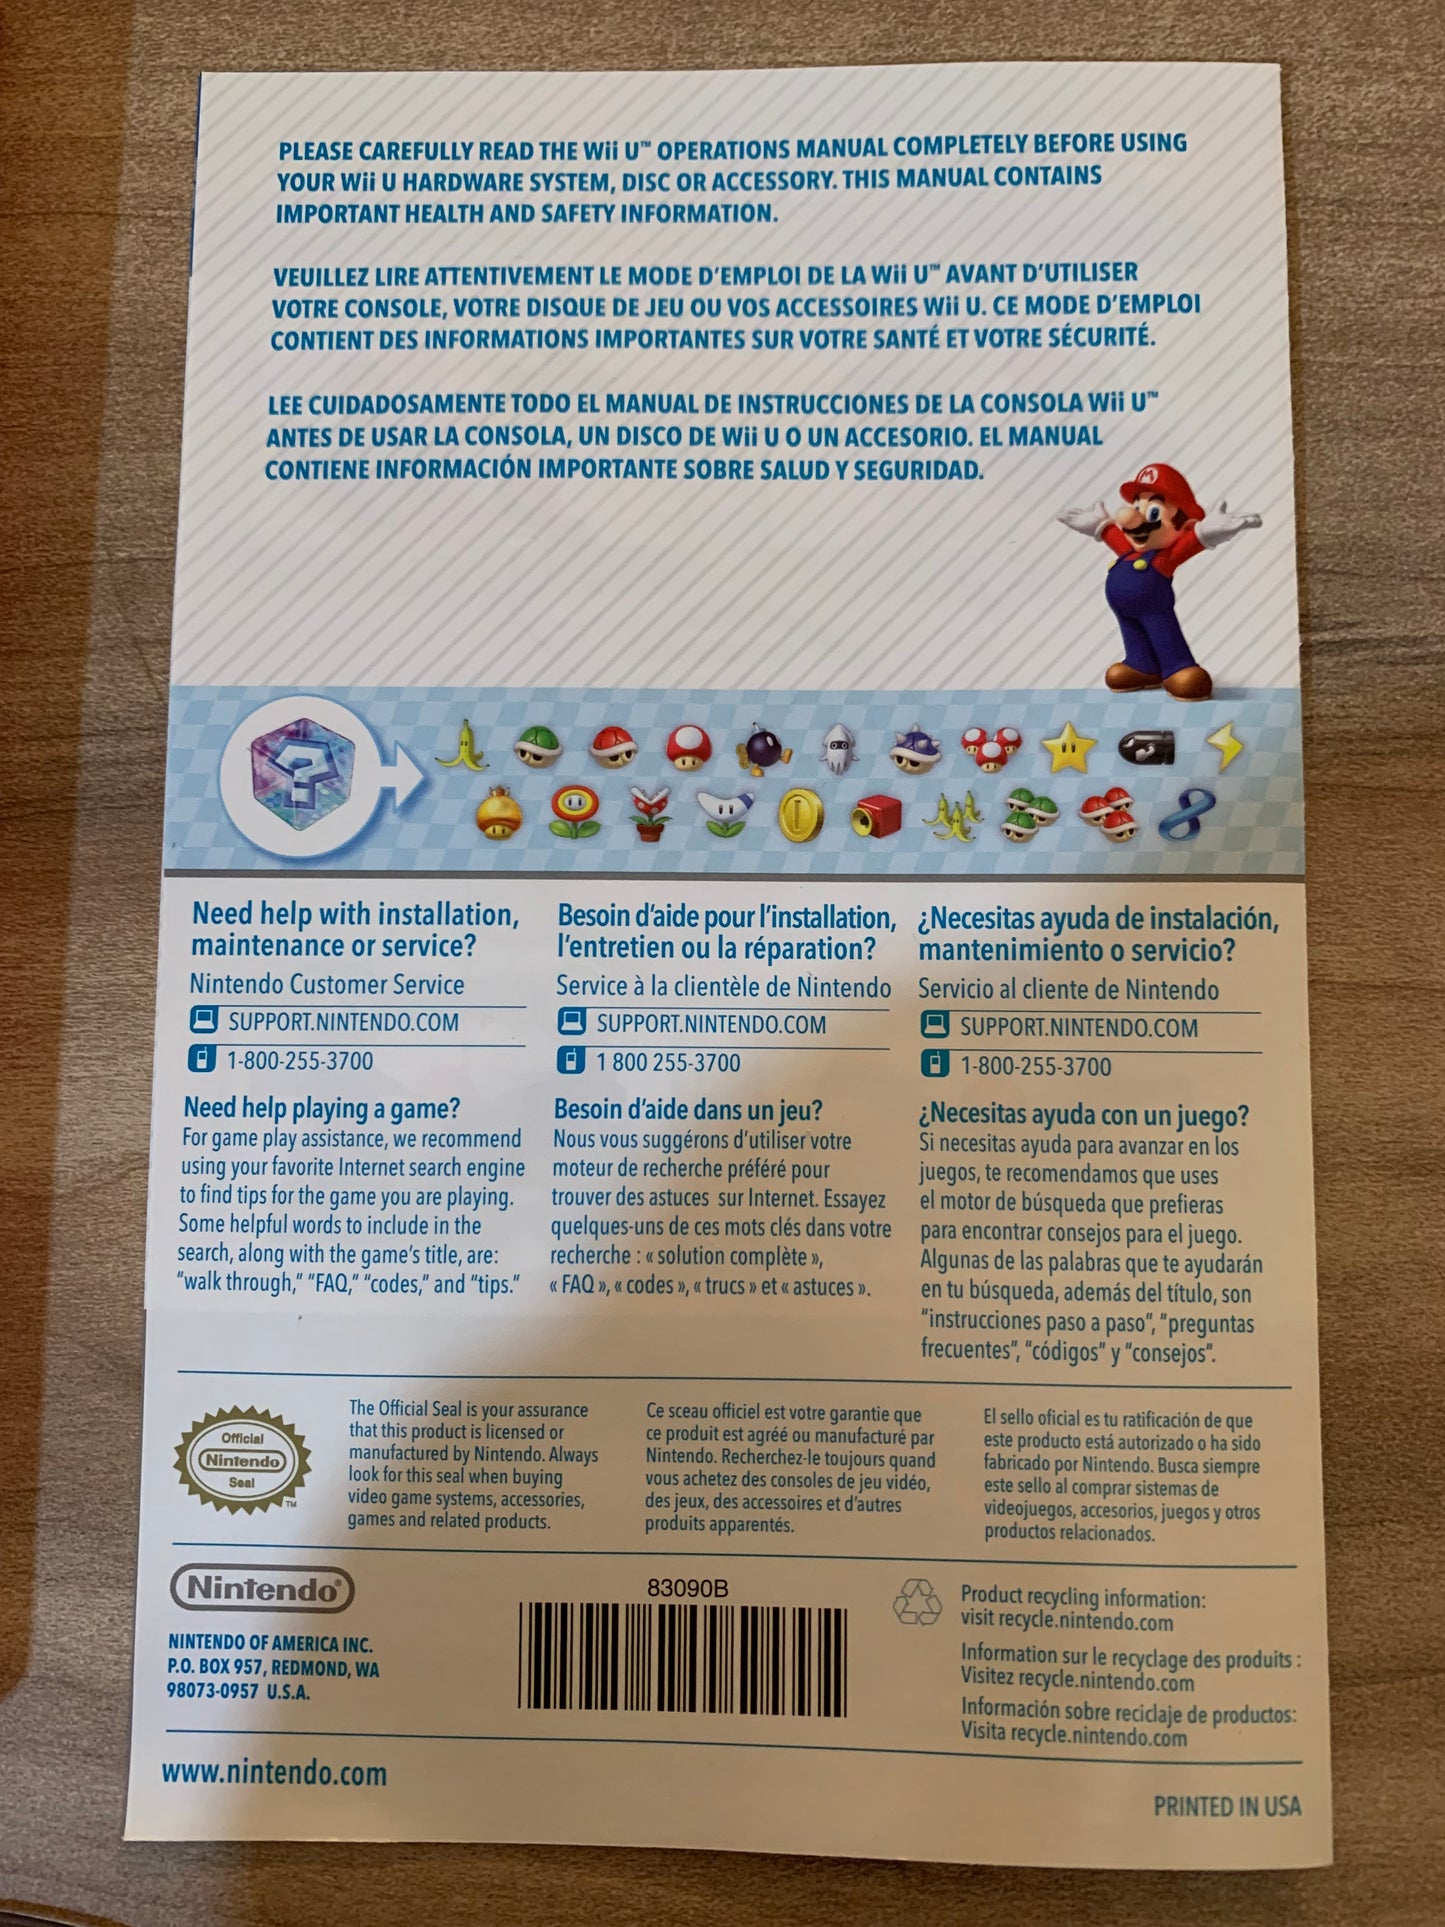 PLEASE CAREFULLY READ THE Wii U™ OPERATIONS MANUAL COMPLETELY BEFORE USING
YOUR Wii U HARDWARE SYSTEM, DISC OR ACCESSORY. THIS MANUAL CONTAINS
IMPORTANT HEALTH AND SAFETY INFORMATION.
VEUILLEZ LIRE ATTENTIVEMENT LE MODE D'EMPLOI DE LA Wii U™ AVANT D'UTILISER
VOTRE CONSOLE, VOTRE DISQUE DE JEU OU VOS ACCESSOIRES Wii U. CE MODE D'EMPLOI
CONTIENT DES INFORMATIONS IMPORTANTES SUR VOTRE SANTÉ ET VOTRE SÉCURITÉ.
LEE CUIDADOSAMENTE TODO EL MANUAL DE INSTRUCCIONES DE LA CONSOLA Wii U™
ANTES DE USAR LA CONSOLA, UN DISCO DE Wii U O UN ACCESORIO. EL MANUAL
CONTIENE INFORMACIÓN IMPORTANTE SOBRE SALUD Y SEGURIDAD.
M
?
Need help with installation,
maintenance or service?
Nintendo Customer Service
SUPPORT.NINTENDO.COM
1-800-255-3700
Need help playing a game?
For game play assistance, we recommend
using your favorite Internet search engine
to find tips for the game you are playing.
Some helpful words to include in the
search, along with the game's title, are:
"walk through," "FAQ," "codes," and "tips."
Besoin d'aide pour l'installation,
l'entretien ou la réparation?
Service à la clientèle de Nintendo
SUPPORT.NINTENDO.COM
1 800 255-3700
Besoin d'aide dans un jeu?
Nous vous suggérons d'utiliser votre
moteur de recherche préféré pour
trouver des astuces sur Internet. Essayez
quelques-uns de ces mots clés dans votre
recherche : « solution complète »,
« FAQ », « codes », « trucs » et « astuces ».
¿Necesitas ayuda de instalación,
mantenimiento o servicio?
Servicio al cliente de Nintendo
SUPPORT.NINTENDO.COM
1-800-255-3700
¿Necesitas ayuda con un juego?
Si necesitas ayuda para avanzar en los
juegos, te recomendamos que uses
el motor de búsqueda que prefieras
para encontrar consejos para el juego.
Algunas de las palabras que te ayudarán
en tu búsqueda, además del título, son
"instrucciones paso a paso", "preguntas
frecuentes", "códigos" y "consejos".
Official
Nintendo
Seal
™
The Official Seal is your assurance
that this product is licensed or
manufactured by Nintendo. Always
look for this seal when buying
video game systems, accessories,
games and related products.
Ce sceau officiel est votre garantie que
ce produit est agréé ou manufacturé par
Nintendo. Recherchez-le toujours quand
vous achetez des consoles de jeu vidéo,
des jeux, des accessoires et d'autres
produits apparentés.
El sello oficial es tu ratificación de que
este producto está autorizado o ha sido
fabricado por Nintendo. Busca siempre
este sello al comprar sistemas de
videojuegos, accesorios, juegos y otros
productos relacionados.
Nintendo®
NINTENDO OF AMERICA INC.
P.O. BOX 957, REDMOND, WA
98073-0957 U.S.A.
83090B
Product recycling information:
visit recycle.nintendo.com
Information sur le recyclage des produits :
Visitez recycle.nintendo.com
Información sobre reciclaje de productos:
Visita recycle.nintendo.com
www.nintendo.com
PRINTED IN USA